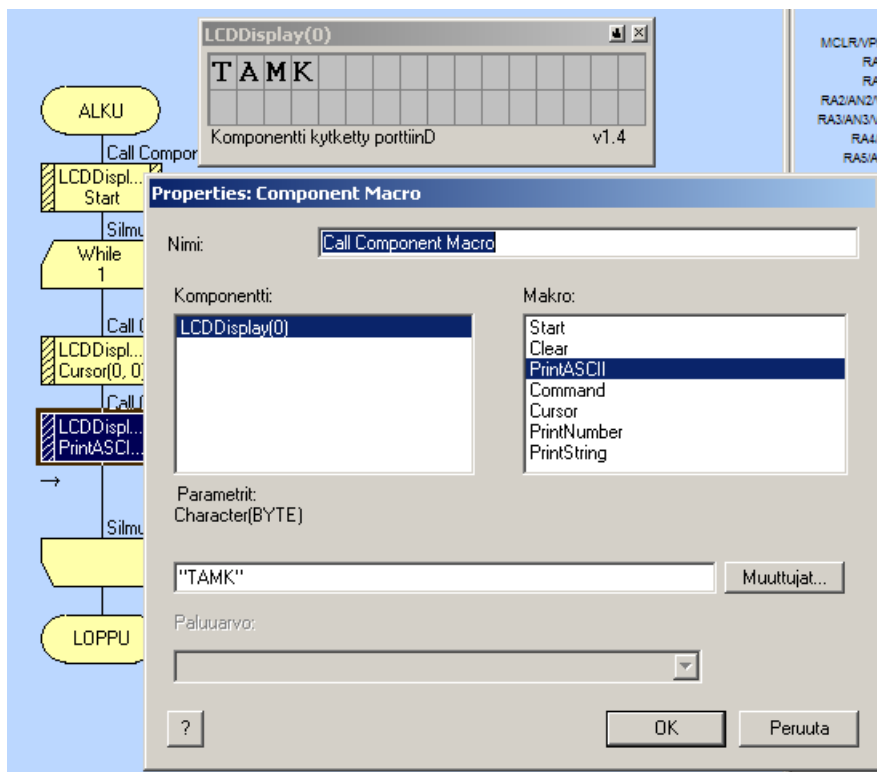 LCDDisplay(0)
TAMK
Komponentti kytketty porttiinD v1.4
MCLR/VP
RA
RA
RA2/AN2/
RA3/AN3/V
RA4/
RA5/A
ALKU
Call Compor
LCDDispl...
Start
Silmu
While
1
Call C
LCDDispl...
Cursor(0, 0)
Call C
LCDDispl...
PrintASCI...
→
Silmu
LOPPU
Properties: Component Macro
Nimi: Call Component Macro
Komponentti:
LCDDisplay(0)
Makro:
Start
Clear
PrintASCII
Command
Cursor
PrintNumber
PrintString
Parametrit:
Character(BYTE)
"TAMK"
Muuttujat...
Paluuarvo:
?
OK
Peruuta